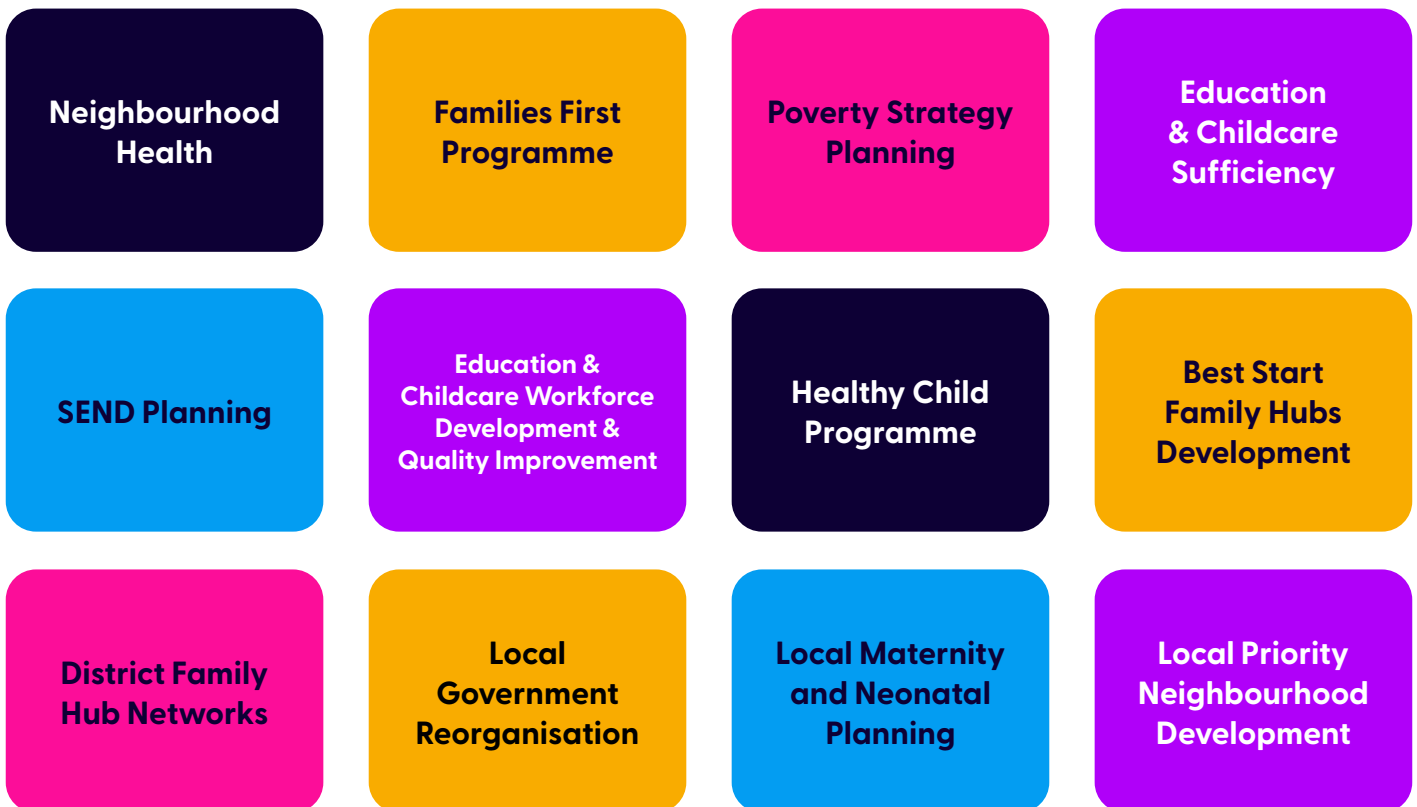 Neighbourhood
Health
Families First
Programme
Poverty Strategy
Planning
Education
& Childcare
Sufficiency
SEND Planning
Education &
Childcare Workforce
Development &
Quality Improvement
Healthy Child
Programme
Best Start
Family Hubs
Development
District Family
Hub Networks
Local
Government
Reorganisation
Local Maternity
and Neonatal
Planning
Local Priority
Neighbourhood
Development